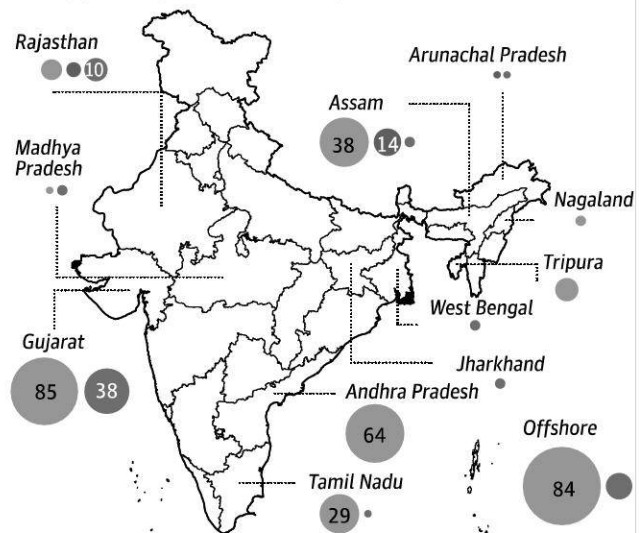 Rajasthan
10
Arunachal Pradesh
Assam
38 14
Madhya
Pradesh
Nagaland
Tripura
West Bengal
Gujarat
85 38
Jharkhand
Andhra Pradesh
64
Offshore
84
Tamil Nadu
29